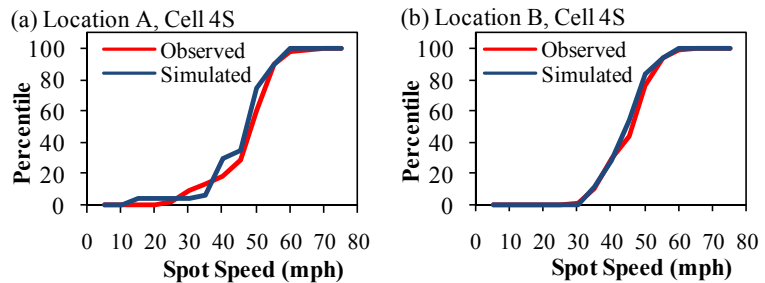 (a) Location A, Cell 4S
Percentile
100
80
60
40
20
0
Observed
Simulated
0 10 20 30 40 50 60 70 80
Spot Speed (mph)
(b) Location B, Cell 4S
Percentile
100
80
60
40
20
0
Observed
Simulated
0 10 20 30 40 50 60 70 80
Spot Speed (mph)